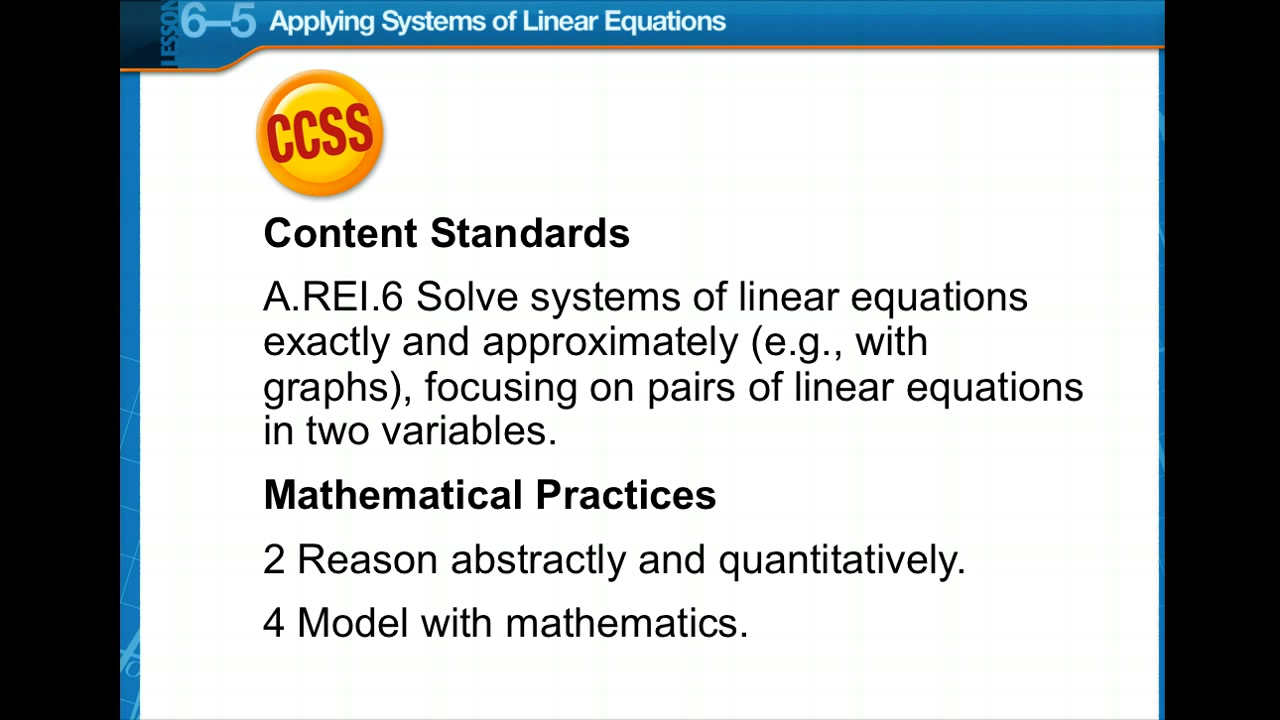 LESSON 6–5 Applying Systems of Linear Equations
CCSS
Content Standards
A.REI.6 Solve systems of linear equations
exactly and approximately (e.g., with
graphs), focusing on pairs of linear equations
in two variables.
Mathematical Practices
2 Reason abstractly and quantitatively.
4 Model with mathematics.